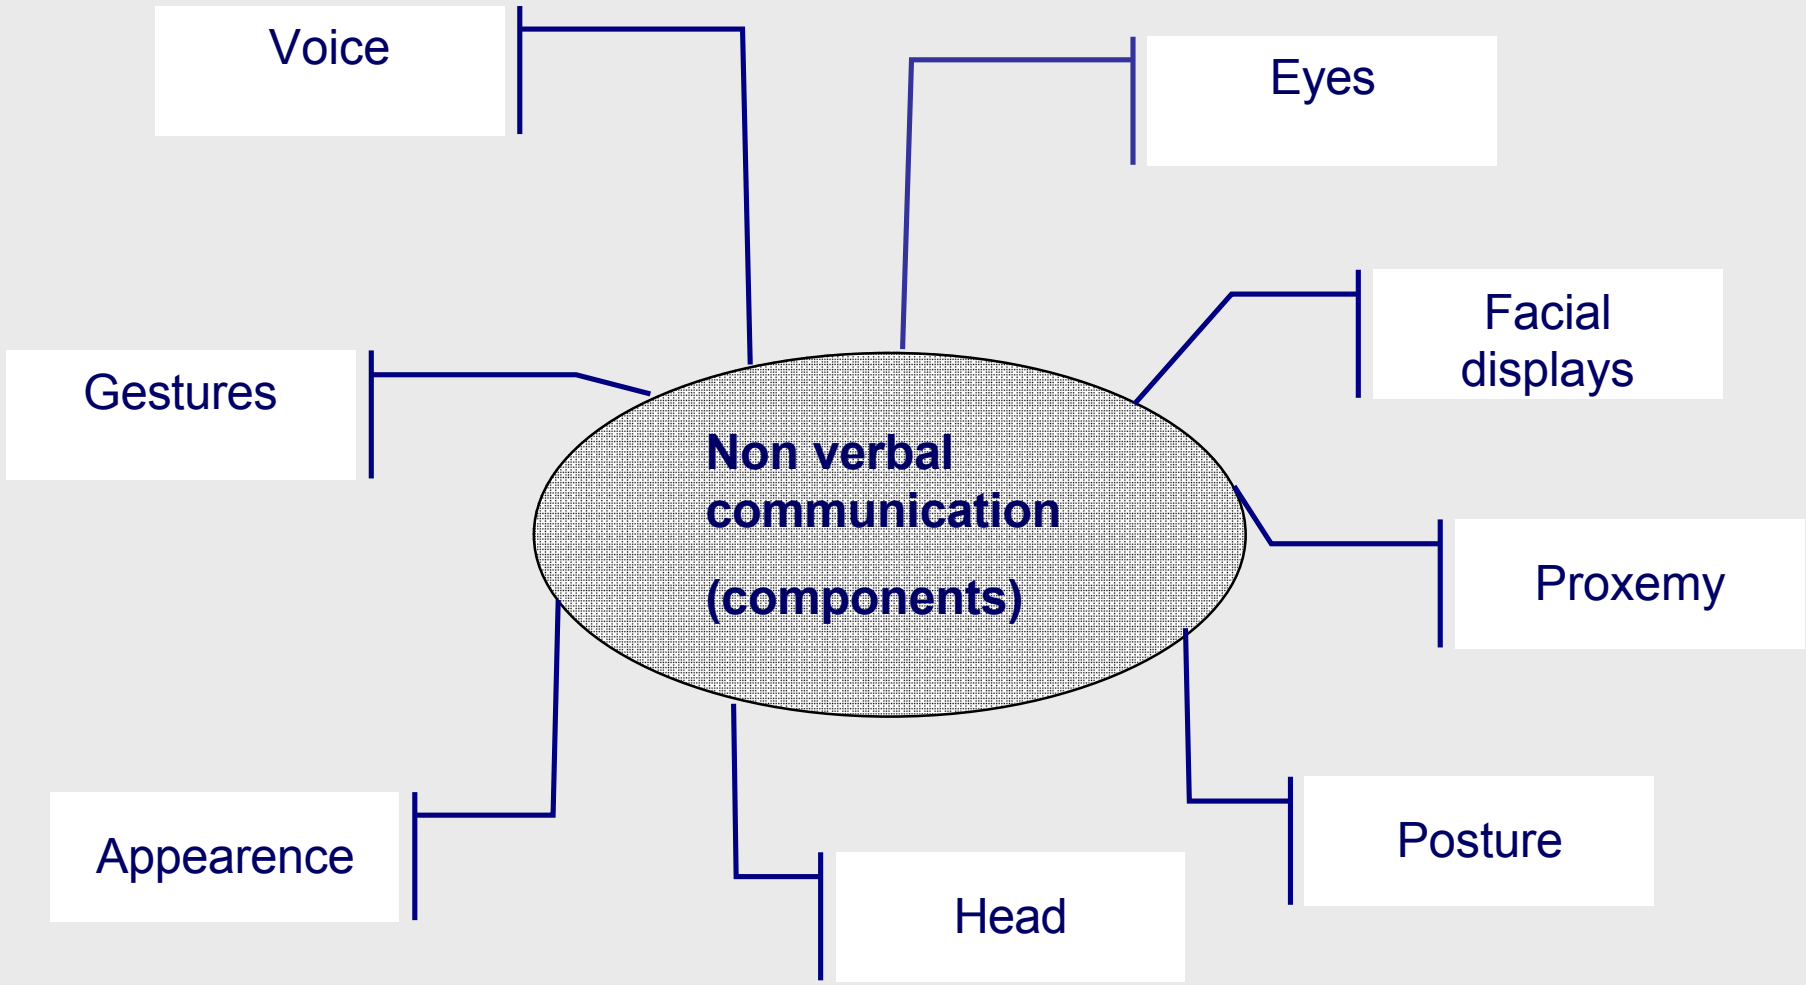 Voice
Eyes
Facial
displays
Gestures
Non verbal
communication
(components)
Proxemy
Appearence
Posture
Head